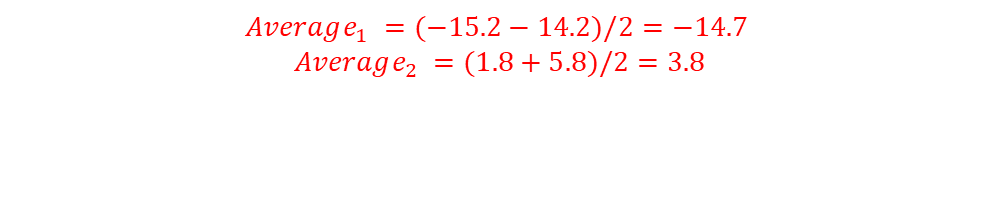 Average₁ = (−15.2 − 14.2)/2 = −14.7
Average₂ = (1.8 + 5.8)/2 = 3.8